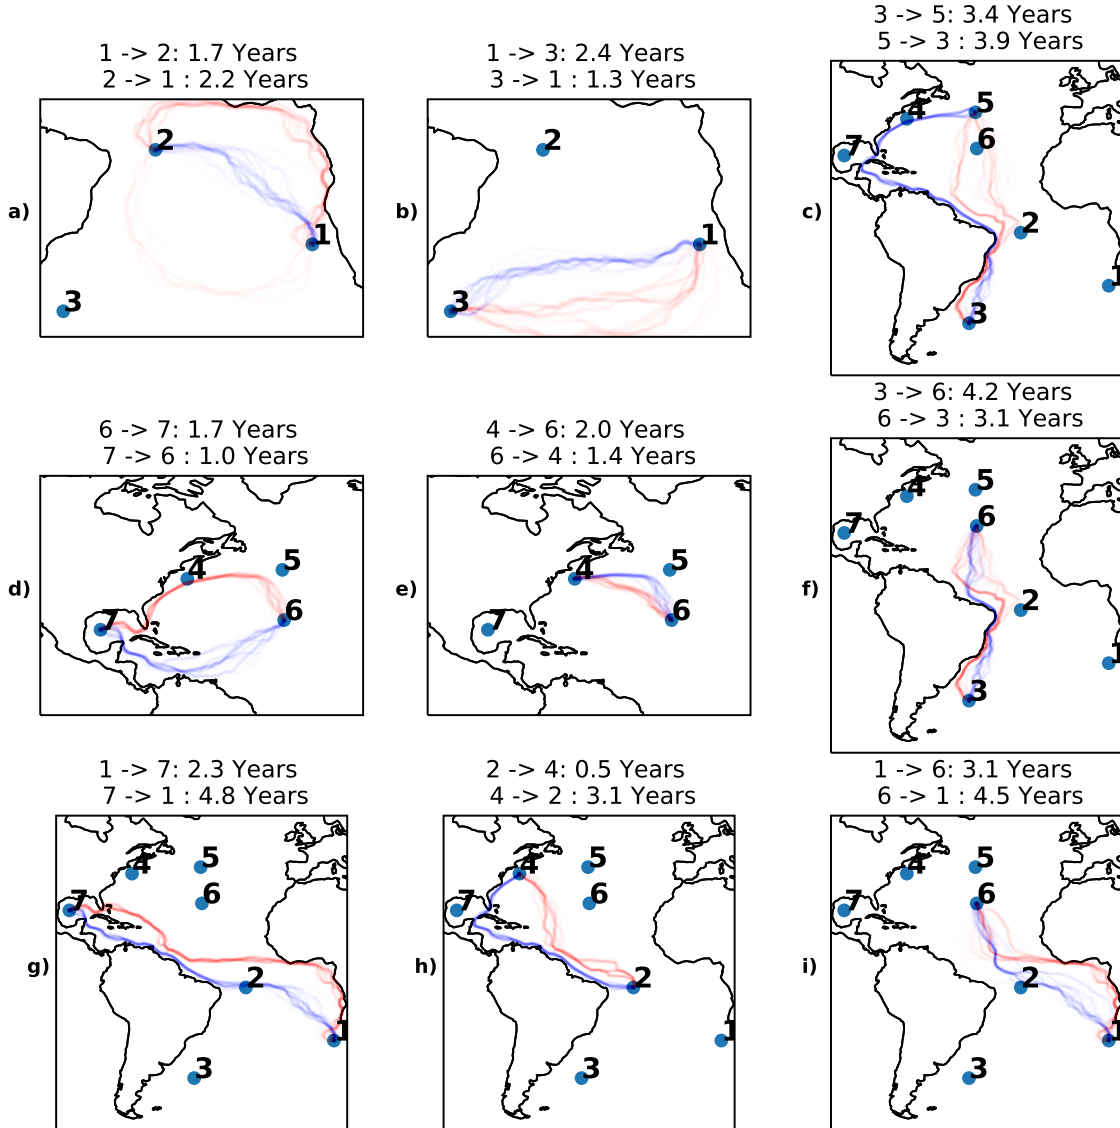 3 -> 5: 3.4 Years
5 -> 3 : 3.9 Years
1 -> 2: 1.7 Years
2 -> 1 : 2.2 Years
1 -> 3: 2.4 Years
3 -> 1 : 1.3 Years
a)
2
1
3
b)
2
1
3
c)
4
5
6
7
2
1
3
6 -> 7: 1.7 Years
7 -> 6 : 1.0 Years
4 -> 6: 2.0 Years
6 -> 4 : 1.4 Years
3 -> 6: 4.2 Years
6 -> 3 : 3.1 Years
d)
5
4
6
7
e)
5
4
6
7
f)
4
5
6
7
2
1
3
1 -> 7: 2.3 Years
7 -> 1 : 4.8 Years
2 -> 4: 0.5 Years
4 -> 2 : 3.1 Years
1 -> 6: 3.1 Years
6 -> 1 : 4.5 Years
g)
4
5
6
7
2
1
3
h)
4
5
6
7
2
1
3
i)
4
5
6
7
2
1
3